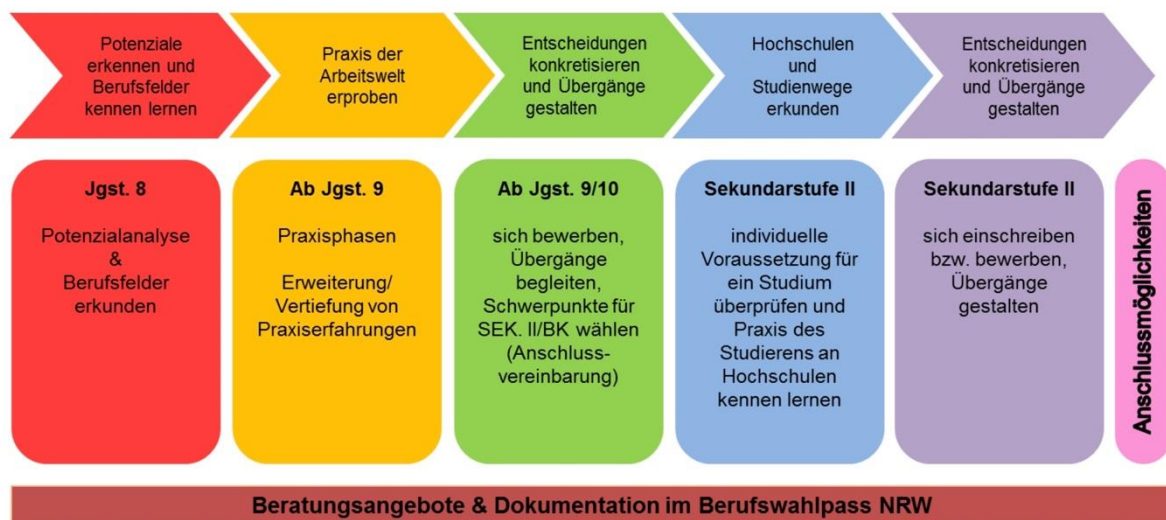 Potenziale
erkennen und
Berufsfelder
kennen lernen
Praxis der
Arbeitswelt
erproben
Entscheidungen
konkretisieren
und Übergänge
gestalten
Hochschulen
und
Studienwege
erkunden
Entscheidungen
konkretisieren
und Übergänge
gestalten
Jgst. 8
Potenzialanalyse
&
Berufsfelder
erkunden
Ab Jgst. 9
Praxisphasen
Erweiterung/
Vertiefung von
Praxiserfahrungen
Ab Jgst. 9/10
sich bewerben,
Übergänge
begleiten,
Schwerpunkte für
SEK. II/BK wählen
(Anschluss-
vereinbarung)
Sekundarstufe II
individuelle
Voraussetzung für
ein Studium
überprüfen und
Praxis des
Studierens an
Hochschulen
kennen lernen
Sekundarstufe II
sich einschreiben
bzw. bewerben,
Übergänge
gestalten
Anschlussmöglichkeiten
Beratungsangebote & Dokumentation im Berufswahlpass NRW